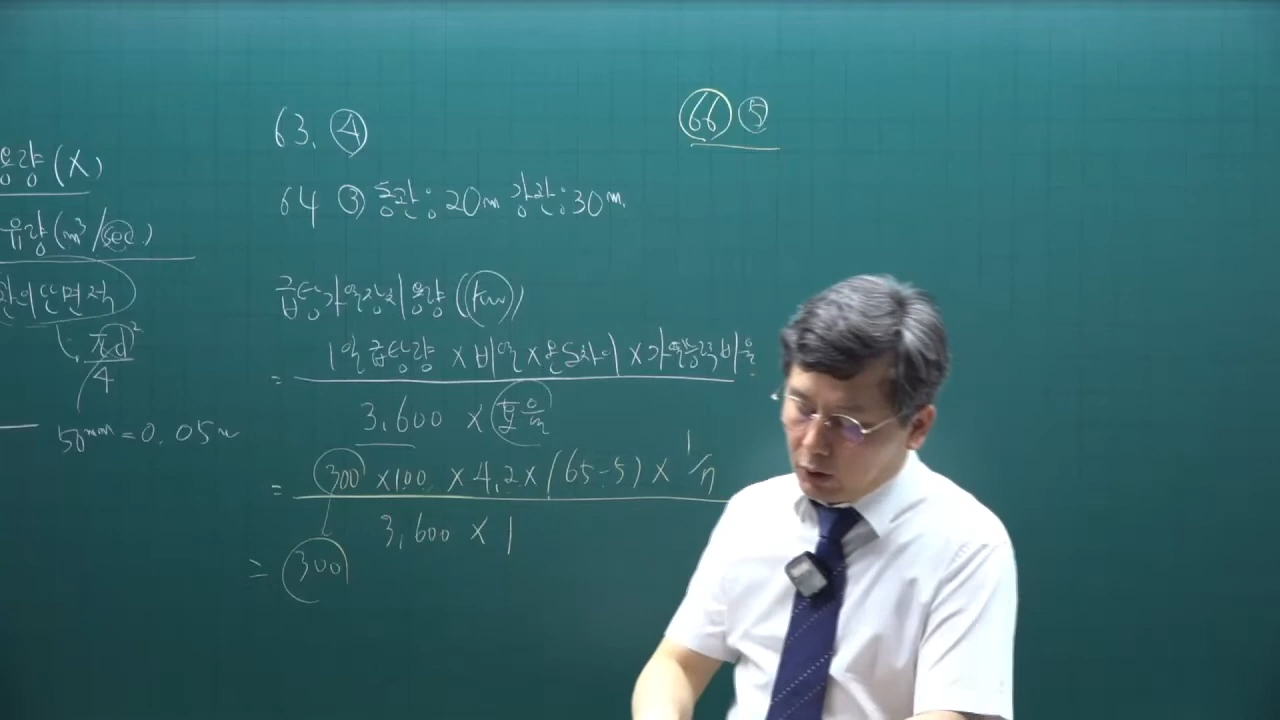 용량(X)
유량(m³/sec.)
관의단면적
πd²
4
50mm = 0.05m
63. ④
64 ③ 동관: 20m 강관: 30m.
급탕가열장치용량 (kw)
= 1일급탕량 × 비열 × 온도차이 × 가열능력비율
3,600 × 효율
= 300 × 100 × 4.2 × (65-5) × 1/7
3,600 × 1
= 300
66 ⑤